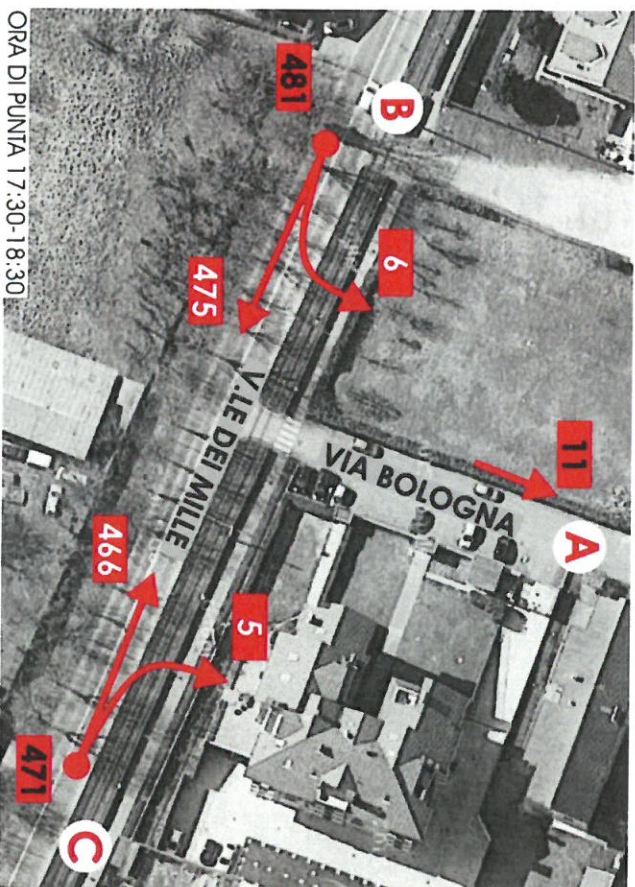 481
B
6
475
V.LE DEI MILLE
VIA BOLOGNA
11
A
466
5
471
C
ORA DI PUNTA 17:30-18:30